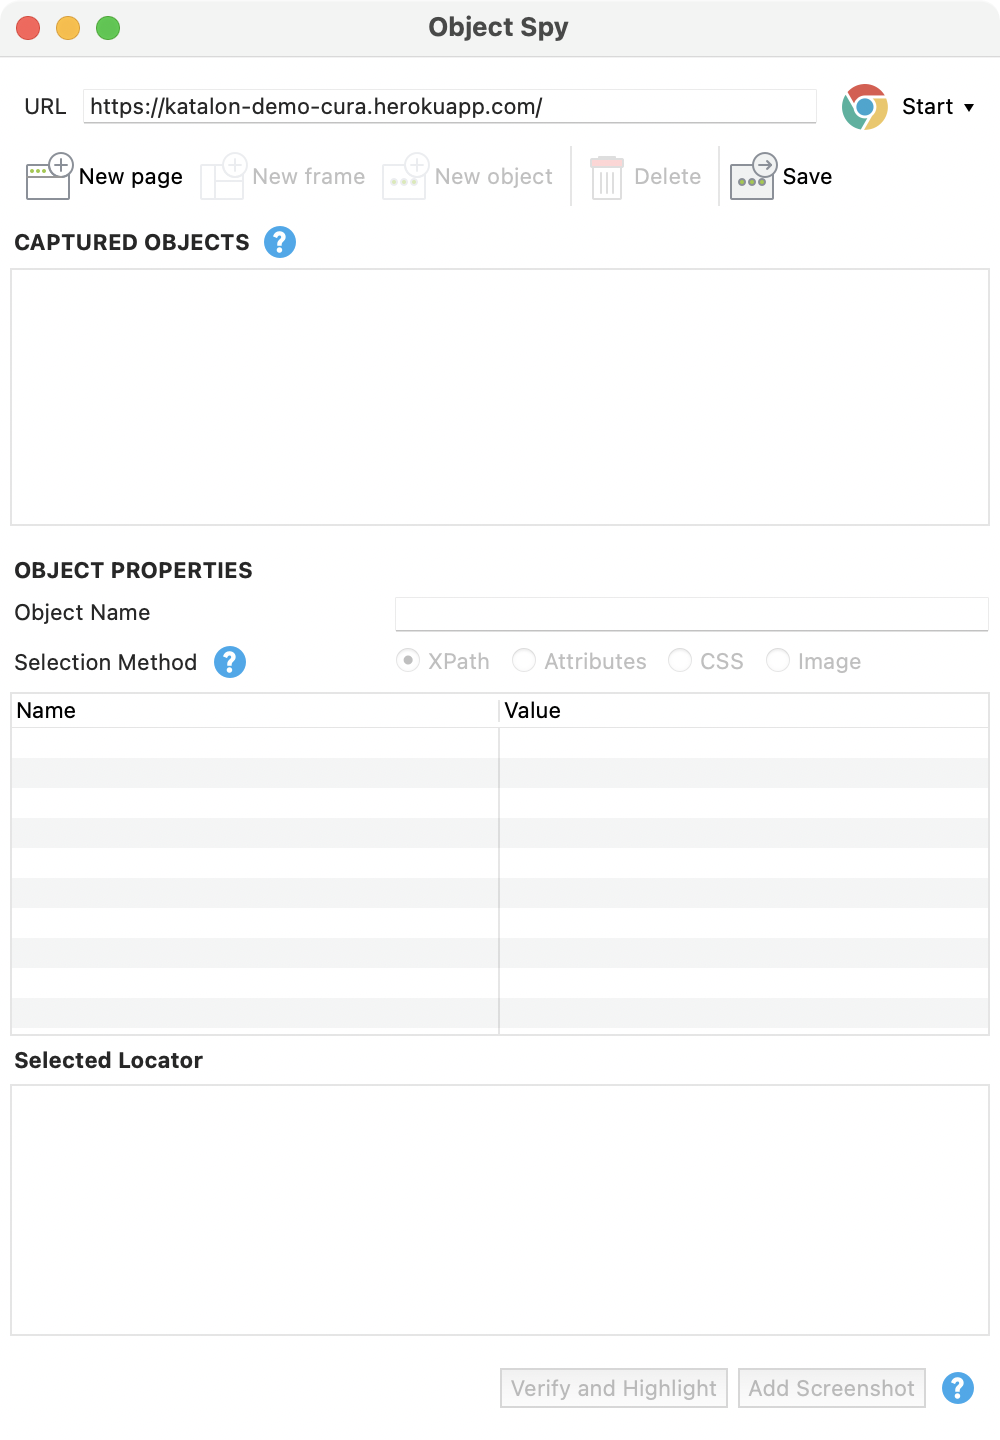 Object Spy
URL https://katalon-demo-cura.herokuapp.com/ Start
New page New frame New object Delete Save
CAPTURED OBJECTS ?
OBJECT PROPERTIES
Object Name
Selection Method ? XPath Attributes CSS Image
Name Value
Selected Locator
Verify and Highlight Add Screenshot ?